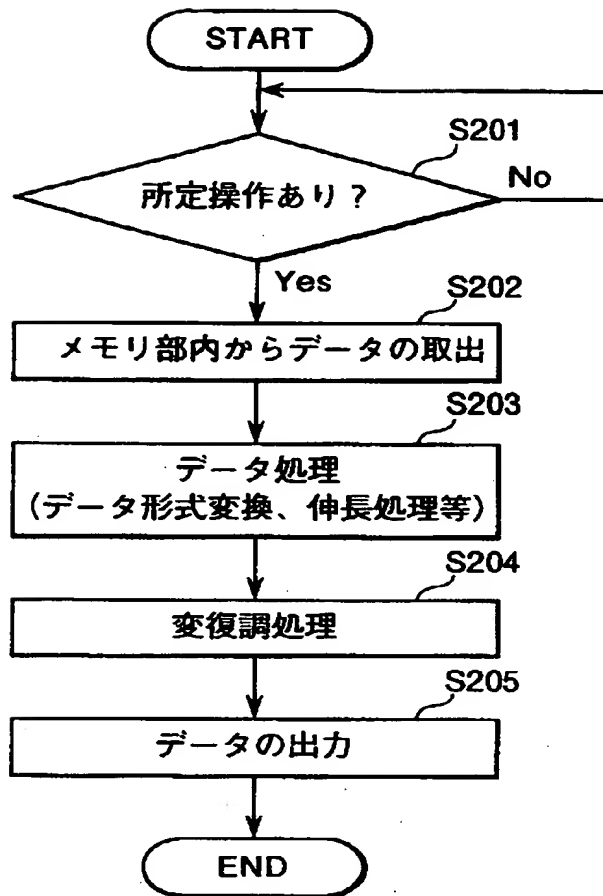 START
S201
所定操作あり？
No
Yes
S202
メモリ部内からデータの取出
S203
データ処理
（データ形式変換、伸長処理等）
S204
変復調処理
S205
データの出力
END